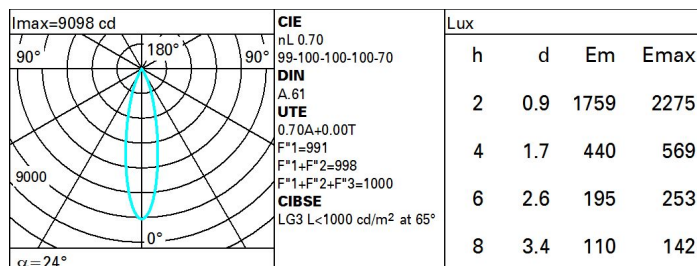 Imax=9098 cd
90°
180°
90°
9000
0°
α=24°
CIE
nL 0.70
99-100-100-100-70
DIN
A.61
UTE
0.70A+0.00T
F"1=991
F"1+F"2=998
F"1+F"2+F"3=1000
CIBSE
LG3 L<1000 cd/m² at 65°
Lux
h d Em Emax
2 0.9 1759 2275
4 1.7 440 569
6 2.6 195 253
8 3.4 110 142